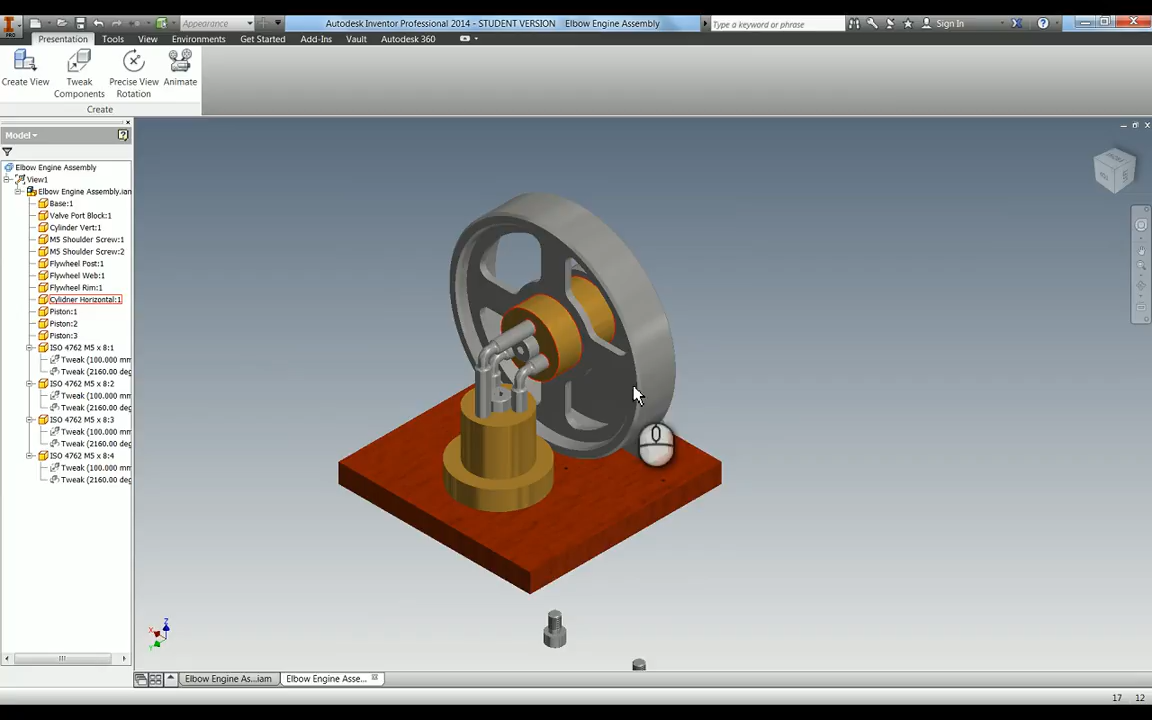 Appearance
Autodesk Inventor Professional 2014 - STUDENT VERSION Elbow Engine Assembly
Type a keyword or phrase
Sign In
PRO
Presentation Tools View Environments Get Started Add-Ins Vault Autodesk 360
Create View
Tweak Components
Precise View Rotation
Animate
Create
Model
Elbow Engine Assembly
View1
Elbow Engine Assembly.iam
Base:1
Valve Port Block:1
Cylinder Vert:1
M5 Shoulder Screw:1
M5 Shoulder Screw:2
Flywheel Post:1
Flywheel Web:1
Flywheel Rim:1
Cylidner Horizontal:1
Piston:1
Piston:2
Piston:3
ISO 4762 M5 x 8:1
Tweak (100.000 mm
Tweak (2160.00 deg
ISO 4762 M5 x 8:2
Tweak (100.000 mm
Tweak (2160.00 deg
ISO 4762 M5 x 8:3
Tweak (100.000 mm
Tweak (2160.00 deg
ISO 4762 M5 x 8:4
Tweak (100.000 mm
Tweak (2160.00 deg
Z
X
Y
Elbow Engine As...iam
Elbow Engine Asse...
17 12